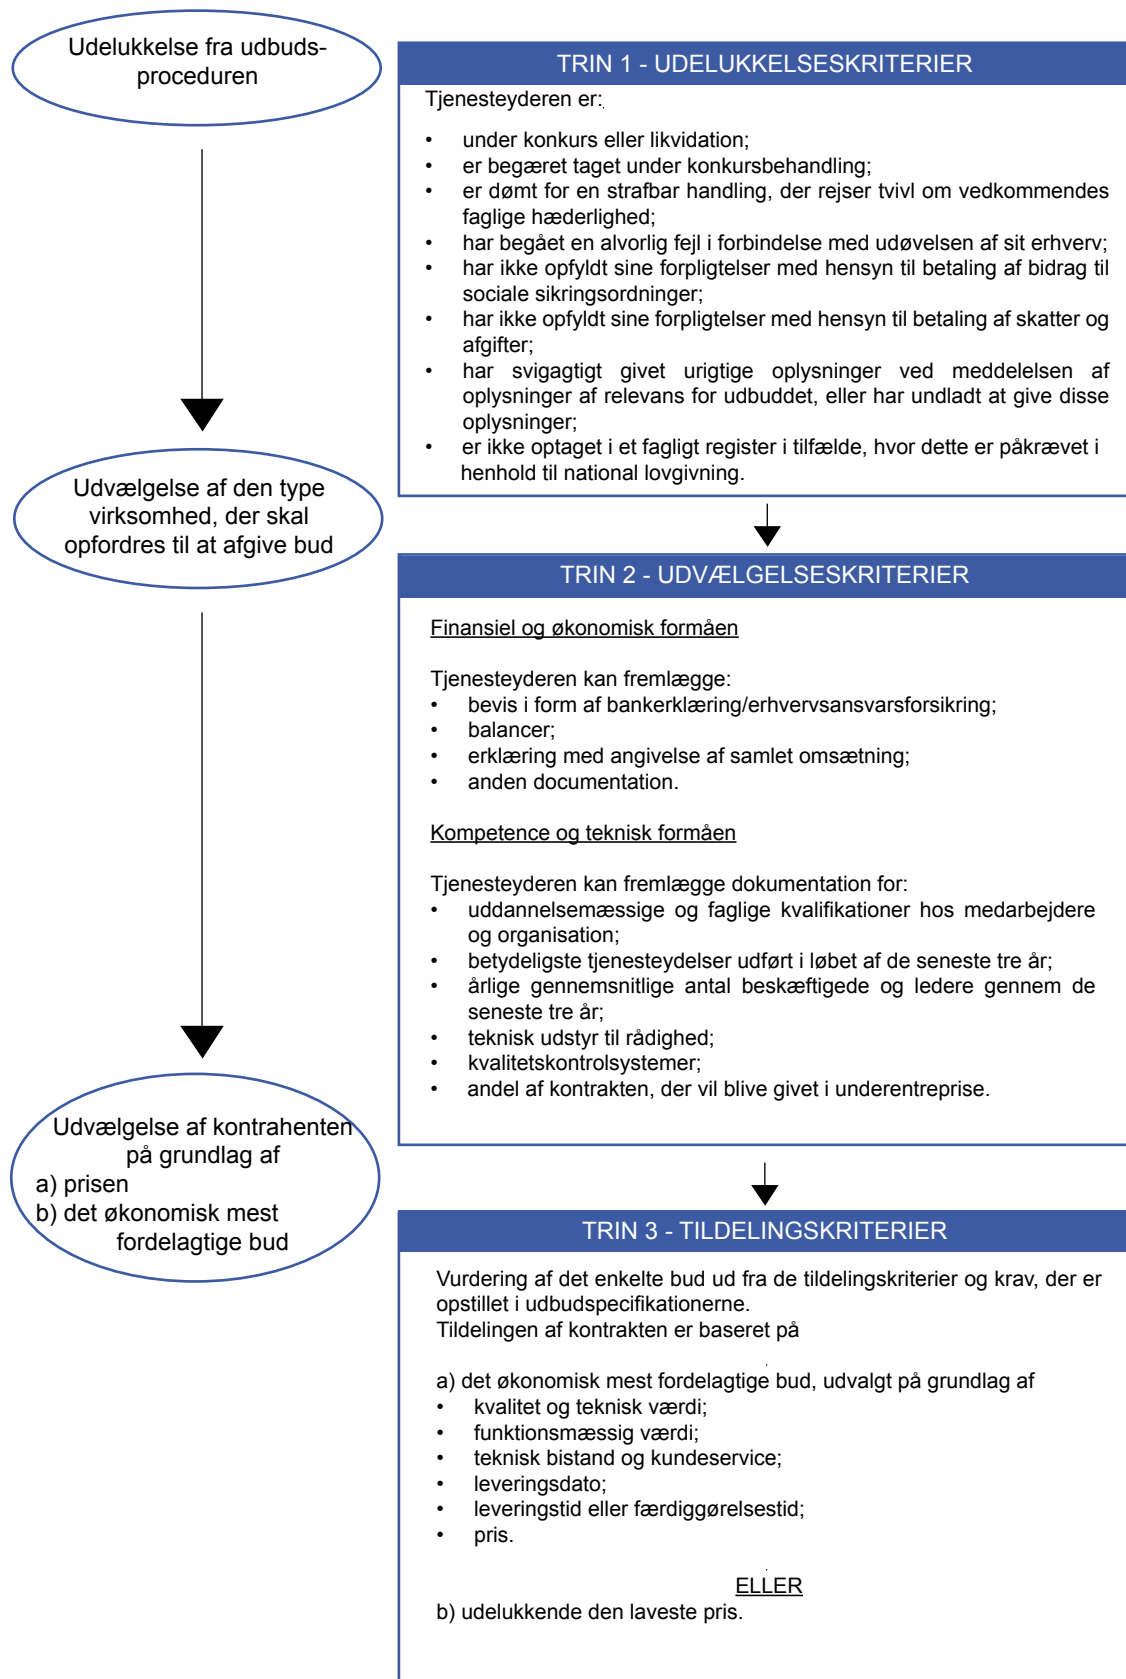 Udelukkelse fra udbuds-
proceduren
TRIN 1 - UDELUKKELSESKRITERIER
Tjenesteyderen er:
• under konkurs eller likvidation;
• er begæret taget under konkursbehandling;
• er dømt for en strafbar handling, der rejser tvivl om vedkommendes
faglige hæderlighed;
• har begået en alvorlig fejl i forbindelse med udøvelsen af sit erhverv;
• har ikke opfyldt sine forpligtelser med hensyn til betaling af bidrag til
sociale sikringsordninger;
• har ikke opfyldt sine forpligtelser med hensyn til betaling af skatter og
afgifter;
• har svigagtigt givet urigtige oplysninger ved meddelelsen af
oplysninger af relevans for udbuddet, eller har undladt at give disse
oplysninger;
• er ikke optaget i et fagligt register i tilfælde, hvor dette er påkrævet i
henhold til national lovgivning.
Udvælgelse af den type
virksomhed, der skal
opfordres til at afgive bud
TRIN 2 - UDVÆLGELSESKRITERIER
Finansiel og økonomisk formåen
Tjenesteyderen kan fremlægge:
• bevis i form af bankerklæring/erhvervsansvarsforsikring;
• balancer;
• erklæring med angivelse af samlet omsætning;
• anden documentation.
Kompetence og teknisk formåen
Tjenesteyderen kan fremlægge dokumentation for:
• uddannelsemæssige og faglige kvalifikationer hos medarbejdere
og organisation;
• betydeligste tjenesteydelser udført i løbet af de seneste tre år;
• årlige gennemsnitlige antal beskæftigede og ledere gennem de
seneste tre år;
• teknisk udstyr til rådighed;
• kvalitetskontrolsystemer;
• andel af kontrakten, der vil blive givet i underentreprise.
Udvælgelse af kontrahenten
på grundlag af
a) prisen
b) det økonomisk mest
fordelagtige bud
TRIN 3 - TILDELINGSKRITERIER
Vurdering af det enkelte bud ud fra de tildelingskriterier og krav, der er
opstillet i udbudspecifikationerne.
Tildelingen af kontrakten er baseret på
a) det økonomisk mest fordelagtige bud, udvalgt på grundlag af
• kvalitet og teknisk værdi;
• funktionsmæssig værdi;
• teknisk bistand og kundeservice;
• leveringsdato;
• leveringstid eller færdiggørelsestid;
• pris.
ELLER
b) udelukkende den laveste pris.